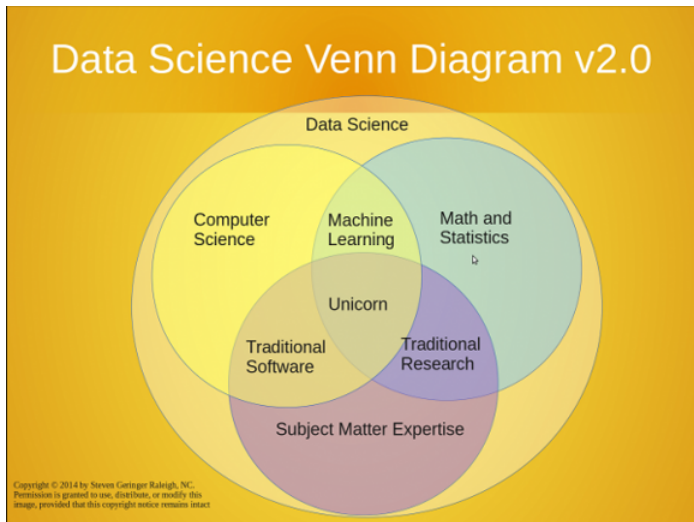 Data Science Venn Diagram v2.0
Data Science
Computer
Science
Machine
Learning
Math and
Statistics
Unicorn
Traditional
Software
Traditional
Research
Subject Matter Expertise
Copyright © 2014 by Steven Geringer Raleigh, NC.
Permission is granted to use, distribute, or modify this
image, provided that this copyright notice remains intact